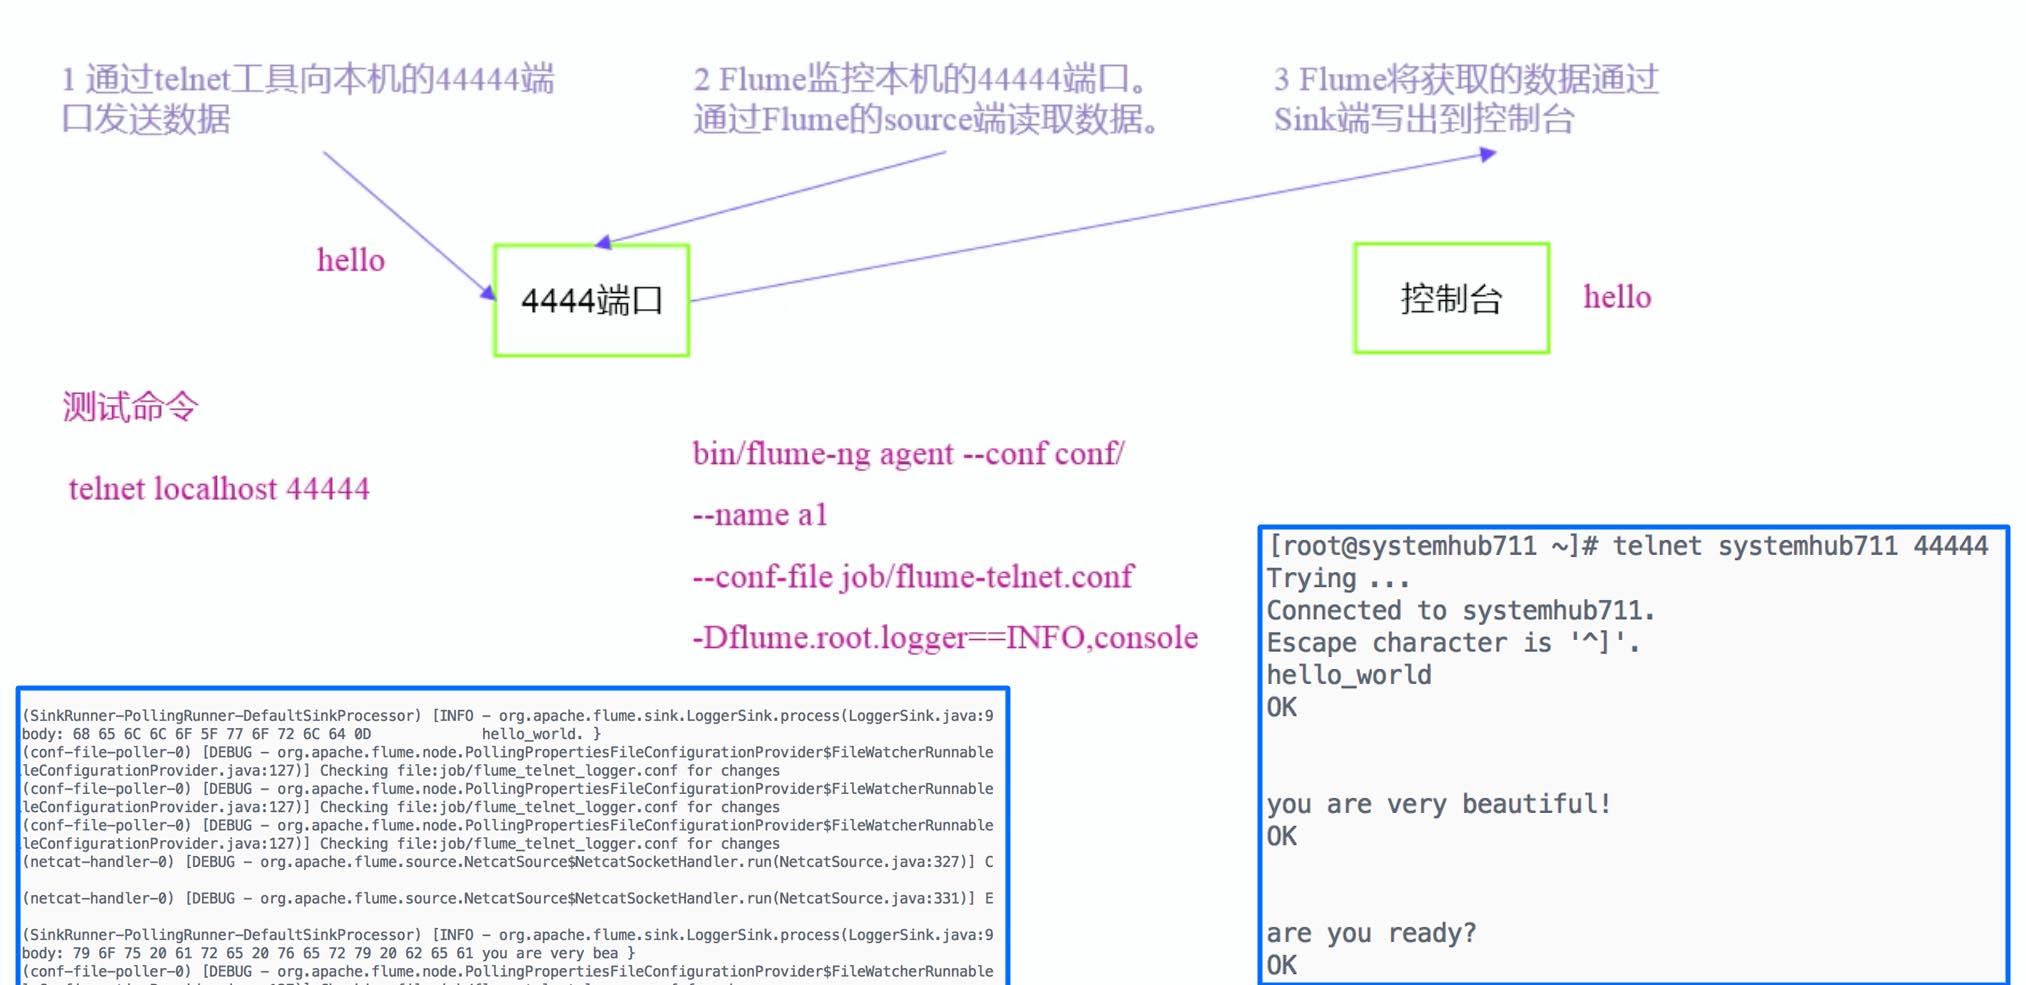 1 通过telnet工具向本机的44444端
口发送数据
2 Flume监控本机的44444端口。
通过Flume的source端读取数据。
3 Flume将获取的数据通过
Sink端写出到控制台
hello
4444端口
控制台
hello
测试命令
telnet localhost 44444
bin/flume-ng agent --conf conf/
--name a1
--conf-file job/flume-telnet.conf
-Dflume.root.logger==INFO,console
(SinkRunner-PollingRunner-DefaultSinkProcessor) [INFO - org.apache.flume.sink.LoggerSink.process(LoggerSink.java:9
body: 68 65 6C 6C 6F 5F 77 6F 72 6C 64 0D hello_world. }
(conf-file-poller-0) [DEBUG - org.apache.flume.node.PollingPropertiesFileConfigurationProvider$FileWatcherRunnable
leConfigurationProvider.java:127)] Checking file:job/flume_telnet_logger.conf for changes
(conf-file-poller-0) [DEBUG - org.apache.flume.node.PollingPropertiesFileConfigurationProvider$FileWatcherRunnable
leConfigurationProvider.java:127)] Checking file:job/flume_telnet_logger.conf for changes
(conf-file-poller-0) [DEBUG - org.apache.flume.node.PollingPropertiesFileConfigurationProvider$FileWatcherRunnable
leConfigurationProvider.java:127)] Checking file:job/flume_telnet_logger.conf for changes
(netcat-handler-0) [DEBUG - org.apache.flume.source.NetcatSource$NetcatSocketHandler.run(NetcatSource.java:327)] C
(netcat-handler-0) [DEBUG - org.apache.flume.source.NetcatSource$NetcatSocketHandler.run(NetcatSource.java:331)] E
(SinkRunner-PollingRunner-DefaultSinkProcessor) [INFO - org.apache.flume.sink.LoggerSink.process(LoggerSink.java:9
body: 79 6F 75 20 61 72 65 20 76 65 72 79 20 62 65 61 you are very bea }
(conf-file-poller-0) [DEBUG - org.apache.flume.node.PollingPropertiesFileConfigurationProvider$FileWatcherRunnable
[root@systemhub711 ~]# telnet systemhub711 44444
Trying ...
Connected to systemhub711.
Escape character is '^]'.
hello_world
OK
you are very beautiful!
OK
are you ready?
OK